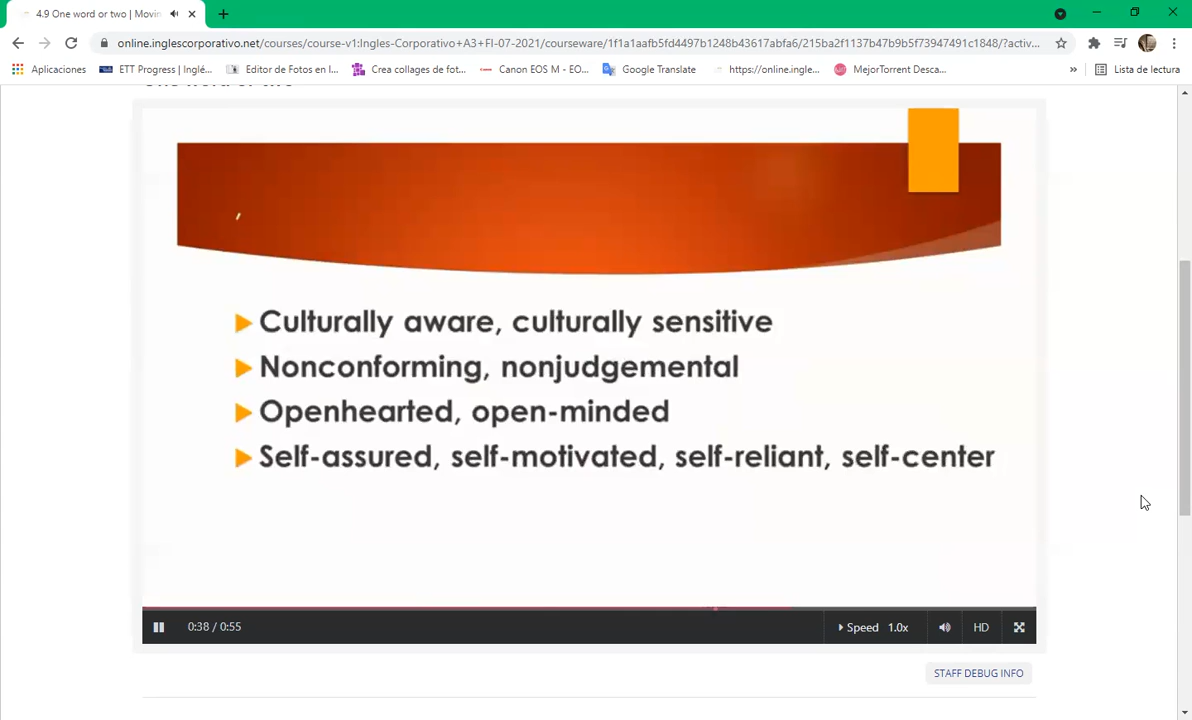 4.9 One word or two | Movin
online.inglescorporativo.net/courses/course-v1:Ingles-Corporativo+A3+FI-07-2021/courseware/1f1a1aafb5fd4497b1248b43617abfa6/215ba2f1137b47b9b5f73947491c1848/?activ...
Aplicaciones ETT Progress | Inglé... Editor de Fotos en l... Crea collages de fot... Canon EOS M - EO... Google Translate https://online.ingle... MejorTorrent Desca... » Lista de lectura
Culturally aware, culturally sensitive
Nonconforming, nonjudgemental
Openhearted, open-minded
Self-assured, self-motivated, self-reliant, self-center
0:38 / 0:55 Speed 1.0x HD
STAFF DEBUG INFO